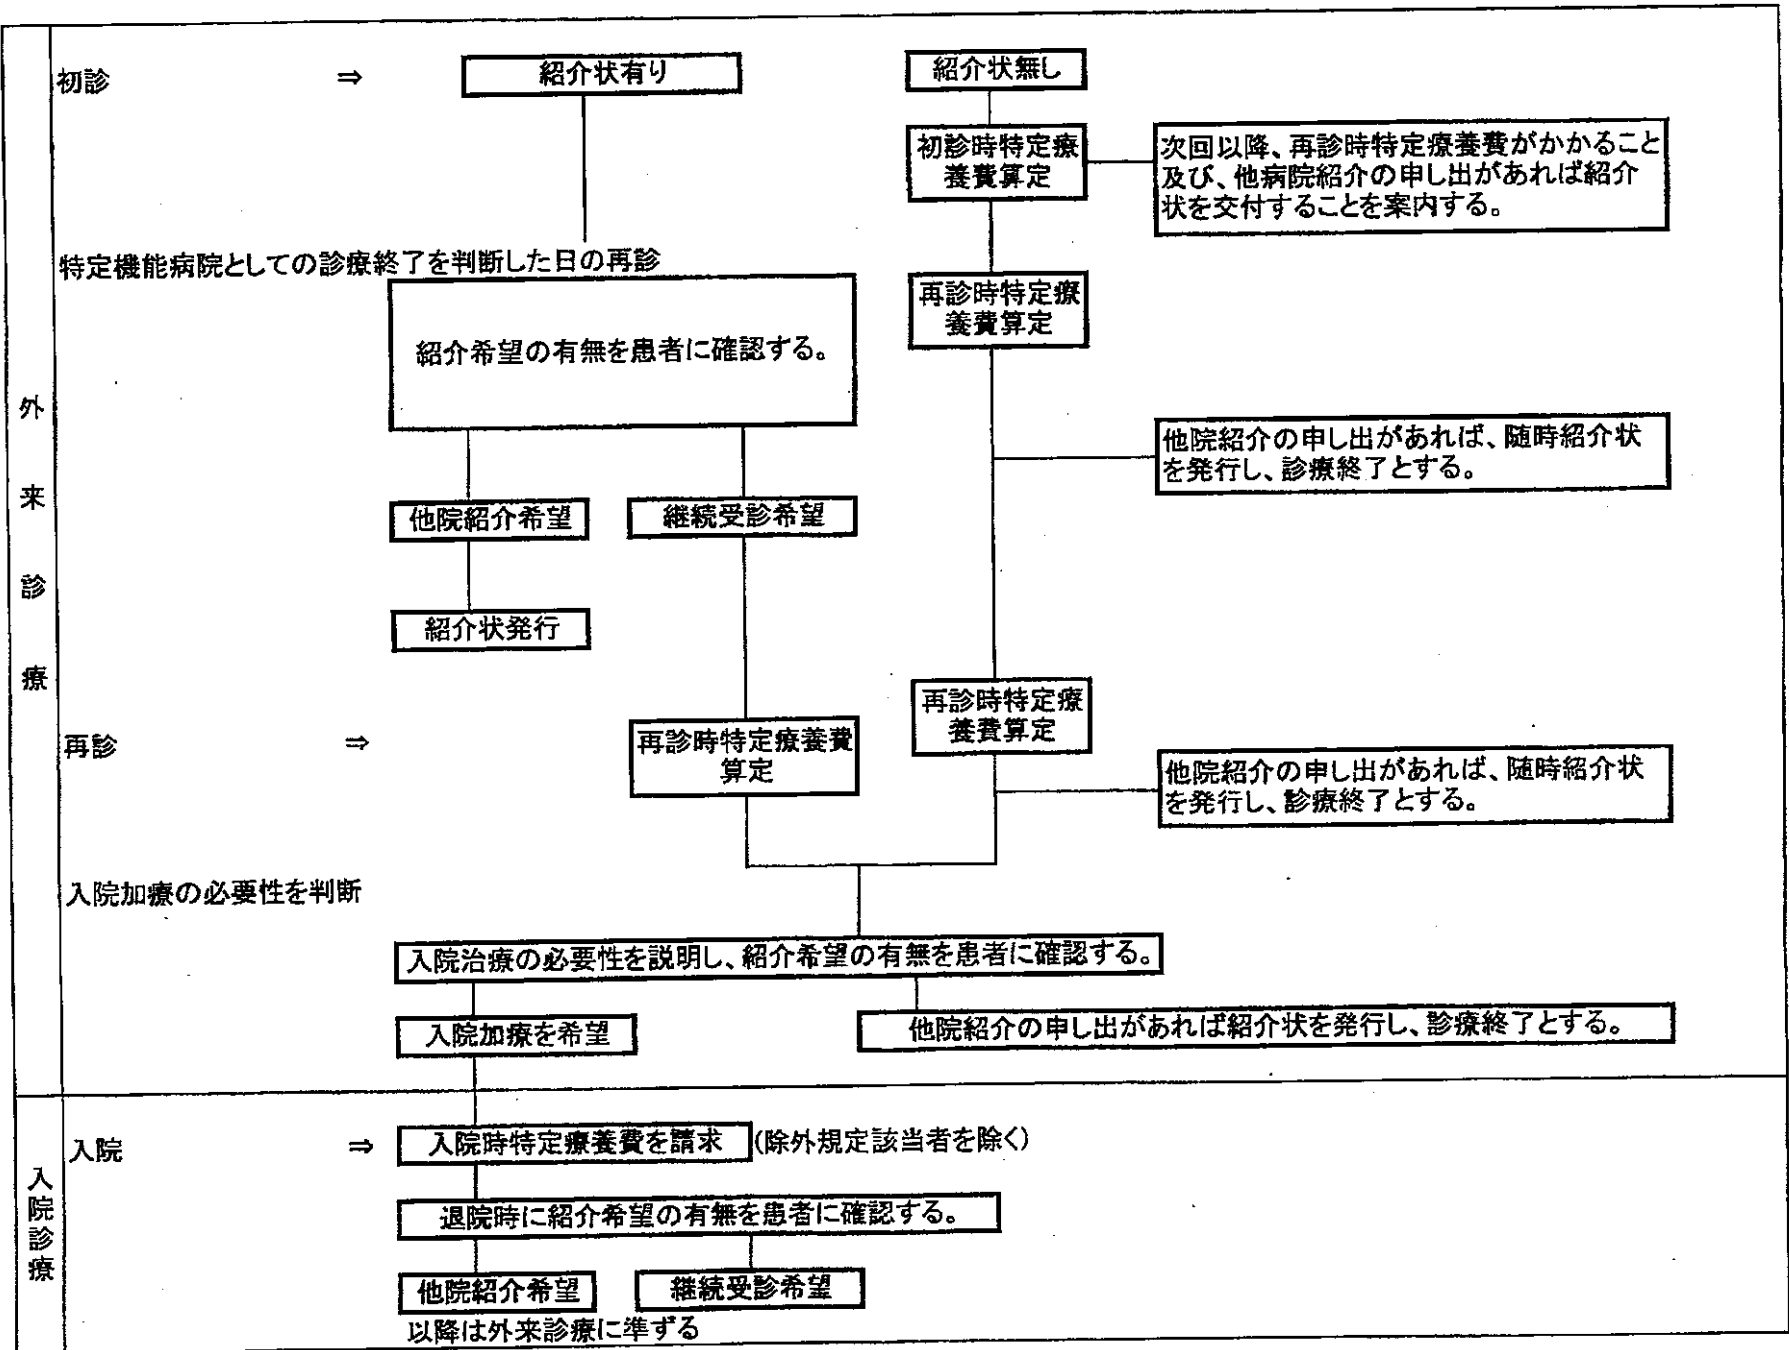 外来診療
初診
⇒
紹介状有り
紹介状無し
初診時特定療
養費算定
次回以降、再診時特定療養費がかかること
及び、他病院紹介の申し出があれば紹介
状を交付することを案内する。
特定機能病院としての診療終了を判断した日の再診
紹介希望の有無を患者に確認する。
再診時特定療
養費算定
他院紹介の申し出があれば、随時紹介状
を発行し、診療終了とする。
他院紹介希望
継続受診希望
紹介状発行
再診
⇒
再診時特定療養費
算定
再診時特定療
養費算定
他院紹介の申し出があれば、随時紹介状
を発行し、診療終了とする。
入院加療の必要性を判断
入院治療の必要性を説明し、紹介希望の有無を患者に確認する。
入院加療を希望
他院紹介の申し出があれば紹介状を発行し、診療終了とする。
入院診療
入院
⇒
入院時特定療養費を請求
(除外規定該当者を除く)
退院時に紹介希望の有無を患者に確認する。
他院紹介希望
継続受診希望
以降は外来診療に準ずる